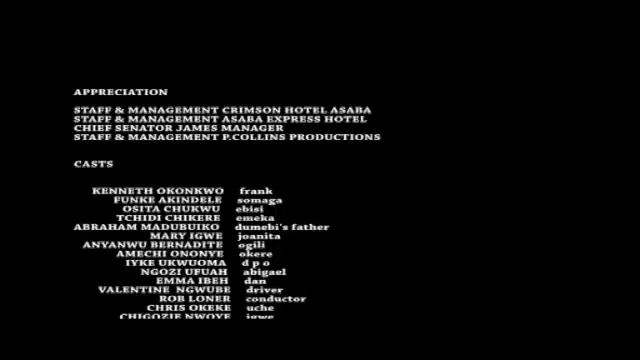 APPRECIATION
STAFF & MANAGEMENT CRIMSON HOTEL ASABA
STAFF & MANAGEMENT ASABA EXPRESS HOTEL
CHIEF SENATOR JAMES MANAGER
STAFF & MANAGEMENT P.COLLINS PRODUCTIONS
CASTS
KENNETH OKONKWO frank
FUNKE AKINDELE somaga
OSITA CHUKWU ebisi
TCHIDI CHIKERE emeka
ABRAHAM MADUBUIKO dumebi's father
MARY IGWE joanita
ANYANWU BERNADITE ogili
AMECHI ONONYE okere
IYKE UKWUOMA d p o
NGOZI UFUAH abigael
EMMA IBEH dan
VALENTINE NGWUBE driver
ROB LONER conductor
CHRIS OKEKE uche
CHIGOZIE NWOYE igwe